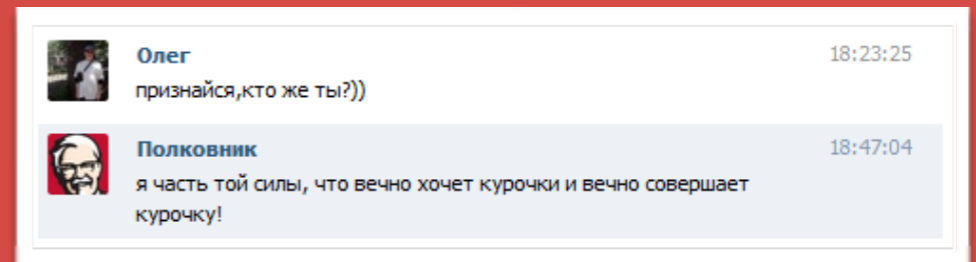 Олег 18:23:25
признайся,кто же ты?))
Полковник 18:47:04
я часть той силы, что вечно хочет курочки и вечно совершает
курочку!